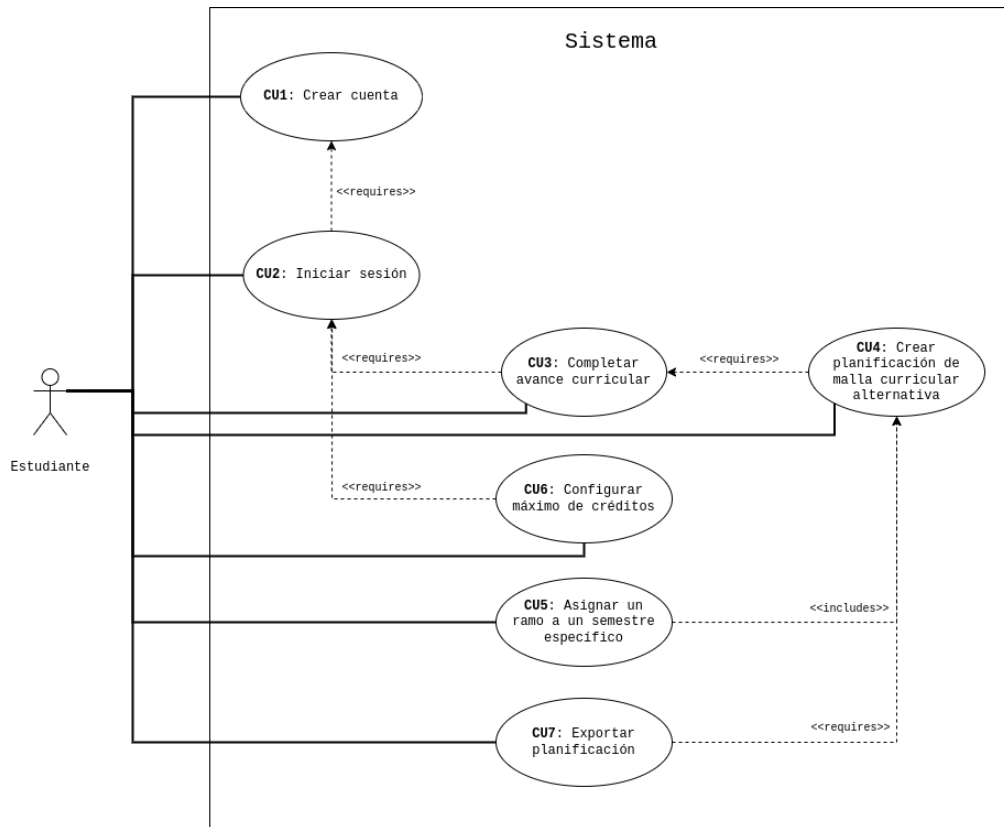 Sistema
CU1: Crear cuenta
<<requires>>
CU2: Iniciar sesión
<<requires>>
CU3: Completar
avance curricular
<<requires>>
CU4: Crear
planificación de
malla curricular
alternativa
Estudiante
<<requires>>
CU6: Configurar
máximo de créditos
CU5: Asignar un
ramo a un semestre
específico
<<includes>>
CU7: Exportar
planificación
<<requires>>